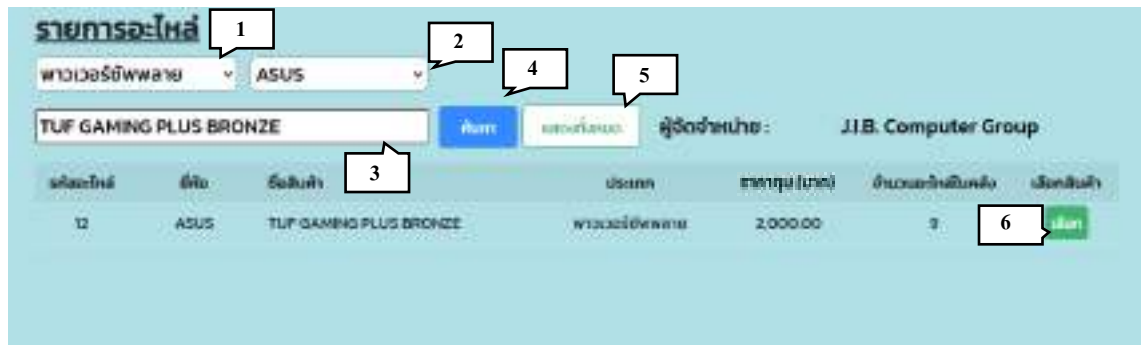 รายการอะไหล่ 1
2
พาวเวอร์ซัพพลาย ASUS
4 5
TUF GAMING PLUS BRONZE ค้นหา แสดงทั้งหมด ผู้จัดจำหน่าย : J.I.B. Computer Group
3
รหัสอะไหล่ ยี่ห้อ ชื่อสินค้า ประเภท ราคาทุน (บาท) จำนวนอะไหล่ในคลัง เลือกสินค้า
12 ASUS TUF GAMING PLUS BRONZE พาวเวอร์ซัพพลาย 2,000.00 9 6 เลือก